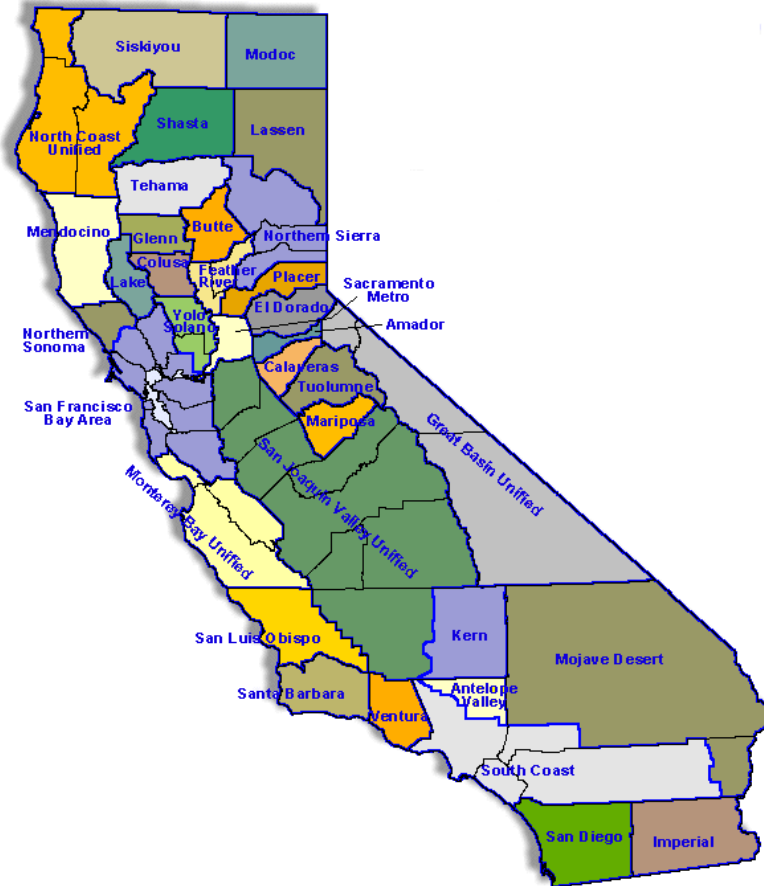 Siskiyou
Modoc
Shasta
Lassen
North Coast
Unified
Tehama
Mendocino
Glenn
Butte
Northern Sierra
Colusa
Lake
Feather
River
Placer
Sacramento
Metro
El Dorado
Yolo
Solano
Amador
Northern
Sonoma
Calaveras
Tuolumne
San Francisco
Bay Area
Mariposa
Great Basin Unified
San Joaquin Valley Unified
Monterey Bay Unified
San Luis Obispo
Kern
Mojave Desert
Santa Barbara
Antelope
Valley
Ventura
South Coast
San Diego
Imperial